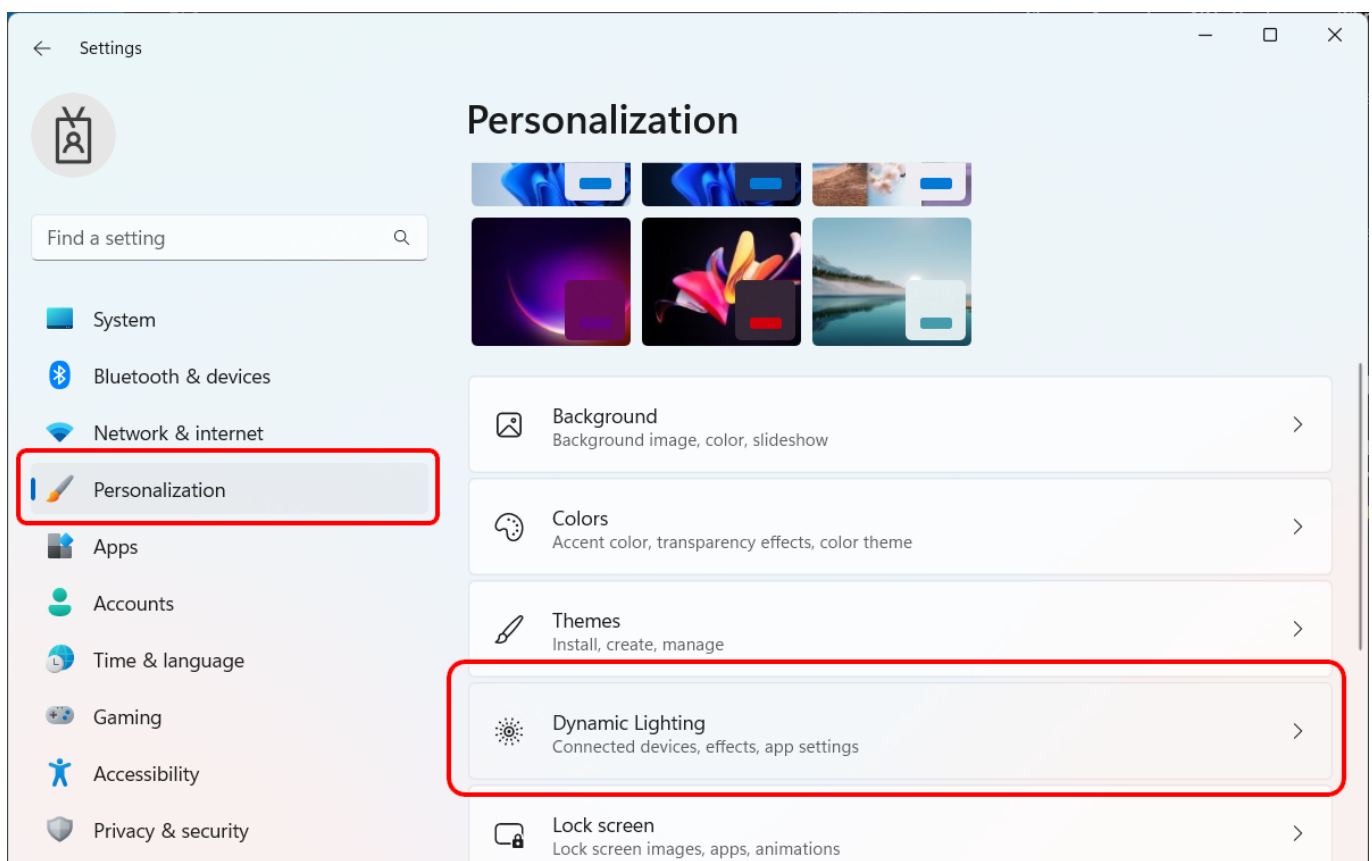 Settings
Find a setting
System
Bluetooth & devices
Network & internet
Personalization
Apps
Accounts
Time & language
Gaming
Accessibility
Privacy & security
Personalization
Background
Background image, color, slideshow
Colors
Accent color, transparency effects, color theme
Themes
Install, create, manage
Dynamic Lighting
Connected devices, effects, app settings
Lock screen
Lock screen images, apps, animations